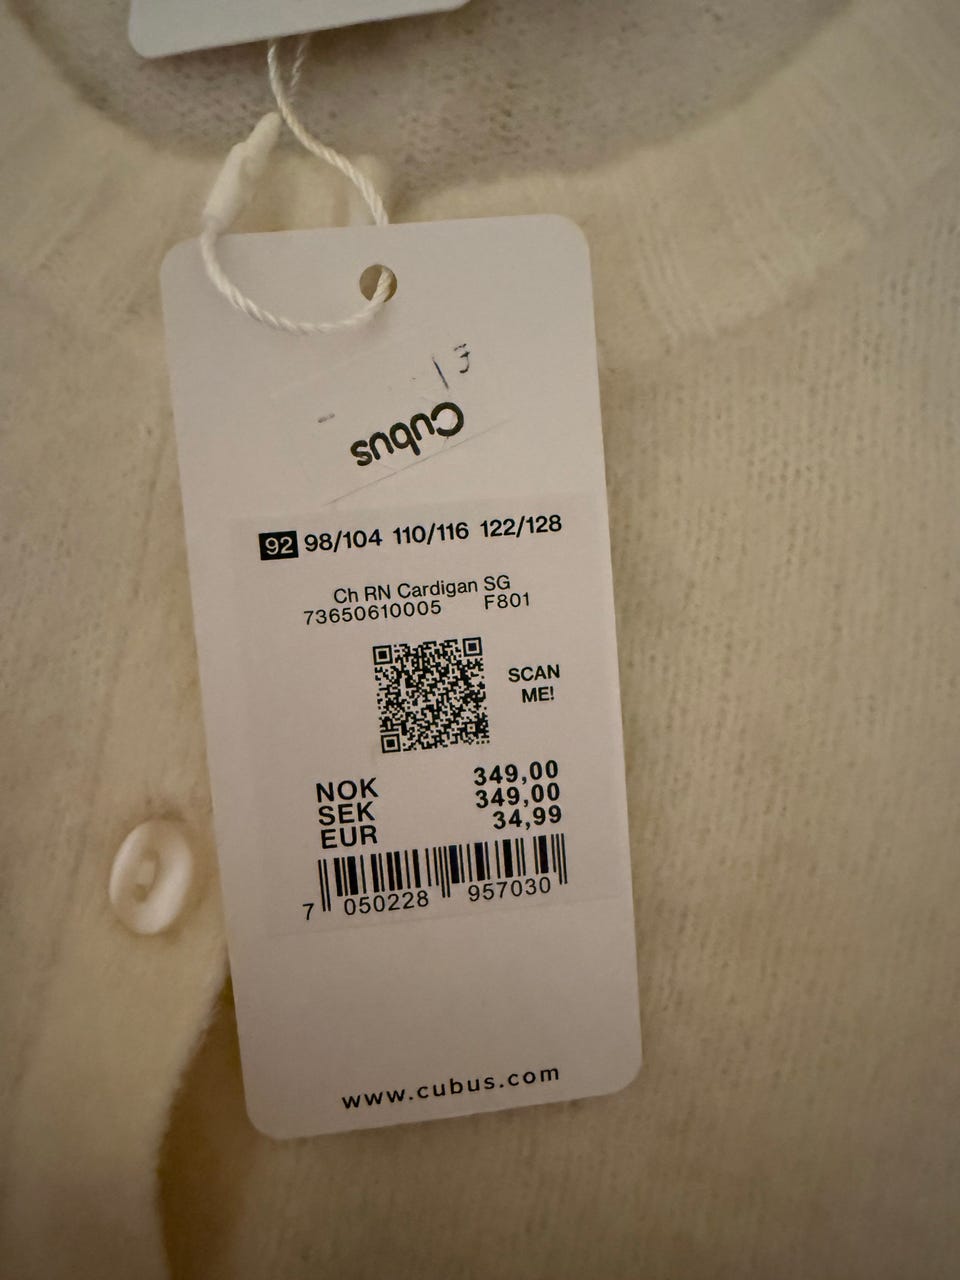 Cubus
92 98/104 110/116 122/128
Ch RN Cardigan SG
73650610005 F801
SCAN
ME!
NOK 349,00
SEK 349,00
EUR 34,99
7 050228 957030
www.cubus.com